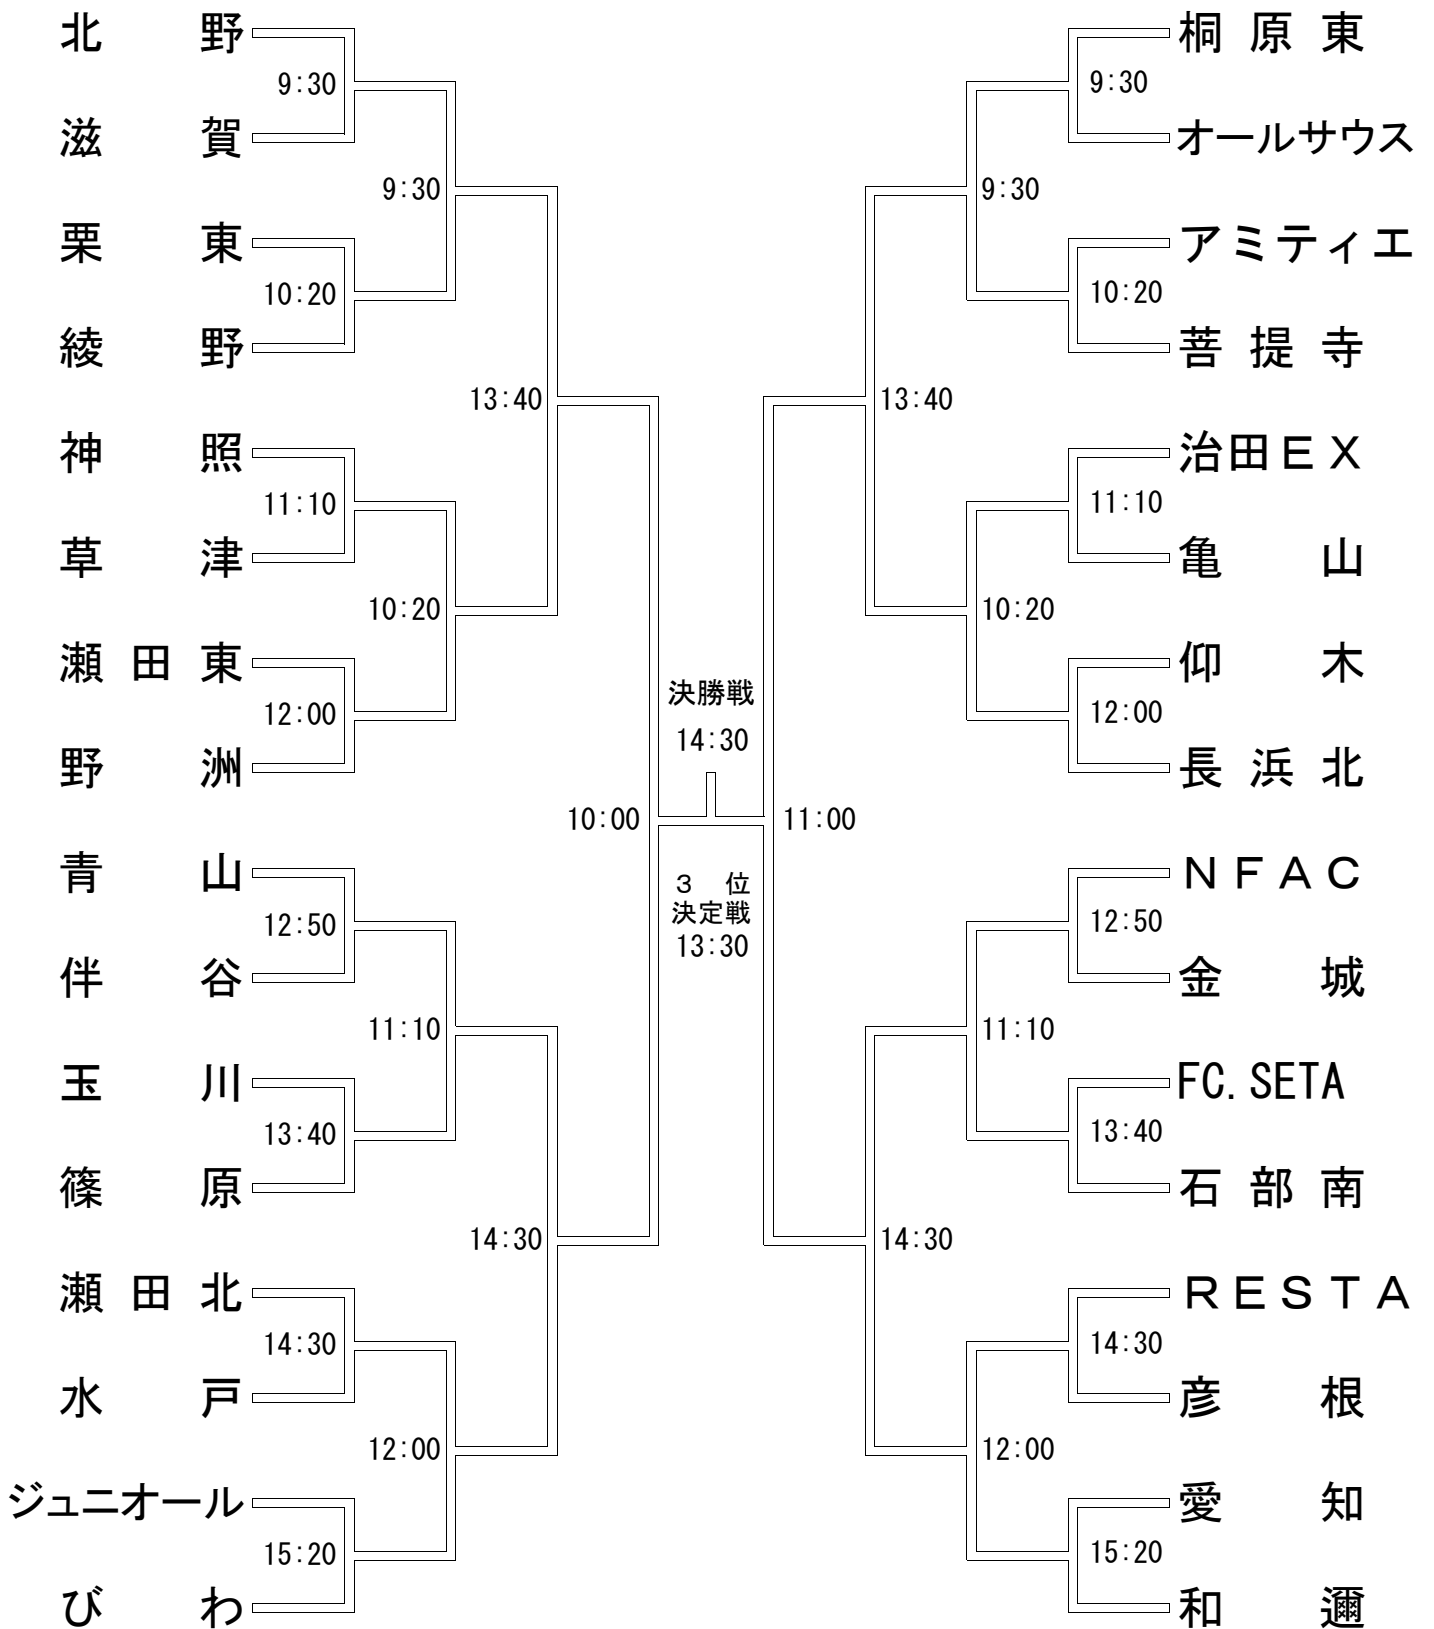 北野
9:30
滋賀
9:30
栗東
10:20
綾野
13:40
神照
11:10
草津
10:20
瀬田東
12:00
野洲
10:00
青山
12:50
伴谷
11:10
玉川
13:40
篠原
14:30
瀬田北
14:30
水戸
12:00
ジュニオール
15:20
びわ
決勝戦
14:30
3位
決定戦
13:30
桐原東
9:30
オールサウス
9:30
アミティエ
10:20
菩提寺
13:40
治田EX
11:10
亀山
10:20
仰木
12:00
長浜北
11:00
NFAC
12:50
金城
11:10
FC.SETA
13:40
石部南
14:30
RESTA
14:30
彦根
12:00
愛知
15:20
和邇